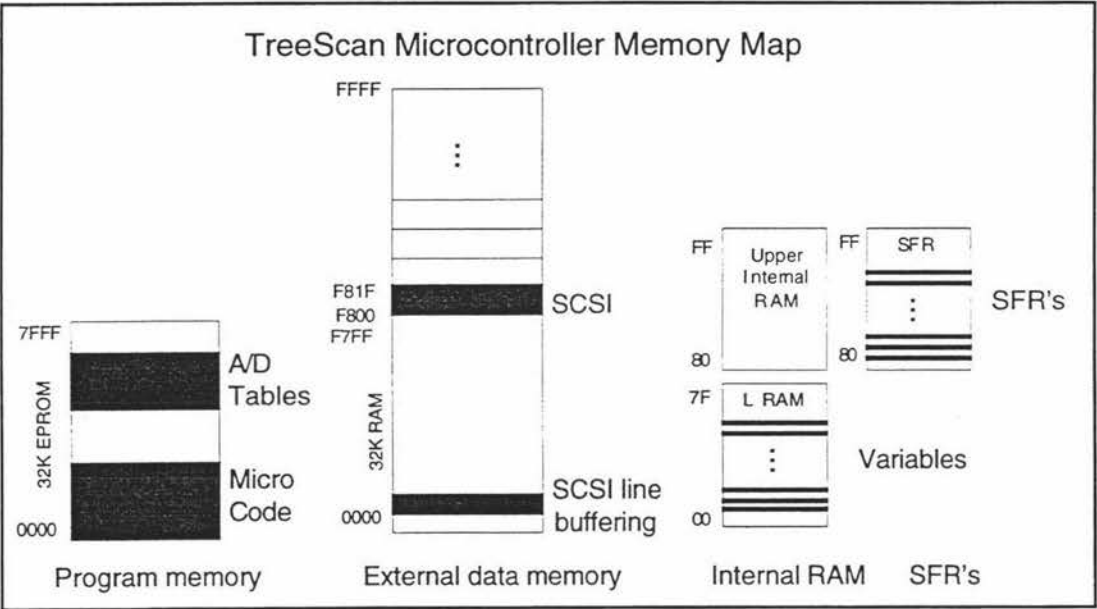 TreeScan Microcontroller Memory Map
FFFF
F81F
F800
F7FF
32K RAM
0000
SCSI
SCSI line
buffering
7FFF
32K EPROM
0000
A/D
Tables
Micro
Code
FF
Upper
Internal
RAM
80
FF
SFR
80
SFR's
7F
L RAM
00
Variables
Program memory
External data memory
Internal RAM
SFR's